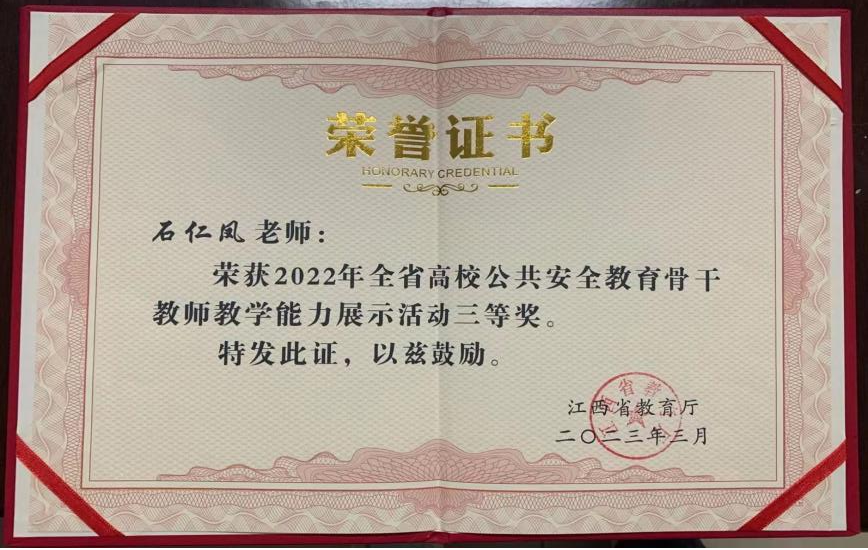 荣誉证书
HONORARY CREDENTIAL
石仁凤 老师：
荣获2022年全省高校公共安全教育骨干
教师教学能力展示活动三等奖。
特发此证，以兹鼓励。
江西省教育厅
二〇二三年三月